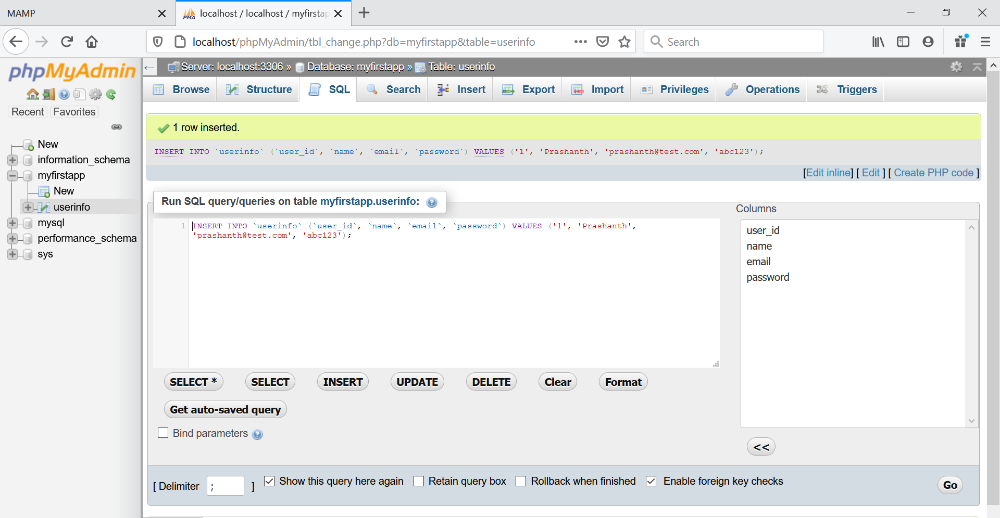 MAMP
localhost / localhost / myfirstap
localhost/phpMyAdmin/tbl_change.php?db=myfirstapp&table=userinfo
Search
phpMyAdmin
Recent Favorites
New
information_schema
myfirstapp
New
userinfo
mysql
performance_schema
sys
Server: localhost:3306 » Database: myfirstapp » Table: userinfo
Browse Structure SQL Search Insert Export Import Privileges Operations Triggers
1 row inserted.
INSERT INTO `userinfo` (`user_id`, `name`, `email`, `password`) VALUES ('1', 'Prashanth', 'prashanth@test.com', 'abc123');
[Edit inline] [ Edit ] [ Create PHP code ]
Run SQL query/queries on table myfirstapp.userinfo:
1 INSERT INTO `userinfo` (`user_id`, `name`, `email`, `password`) VALUES ('1', 'Prashanth',
'prashanth@test.com', 'abc123');
Columns
user_id
name
email
password
SELECT * SELECT INSERT UPDATE DELETE Clear Format
Get auto-saved query
Bind parameters
<<
[ Delimiter ; ] Show this query here again Retain query box Rollback when finished Enable foreign key checks
Go